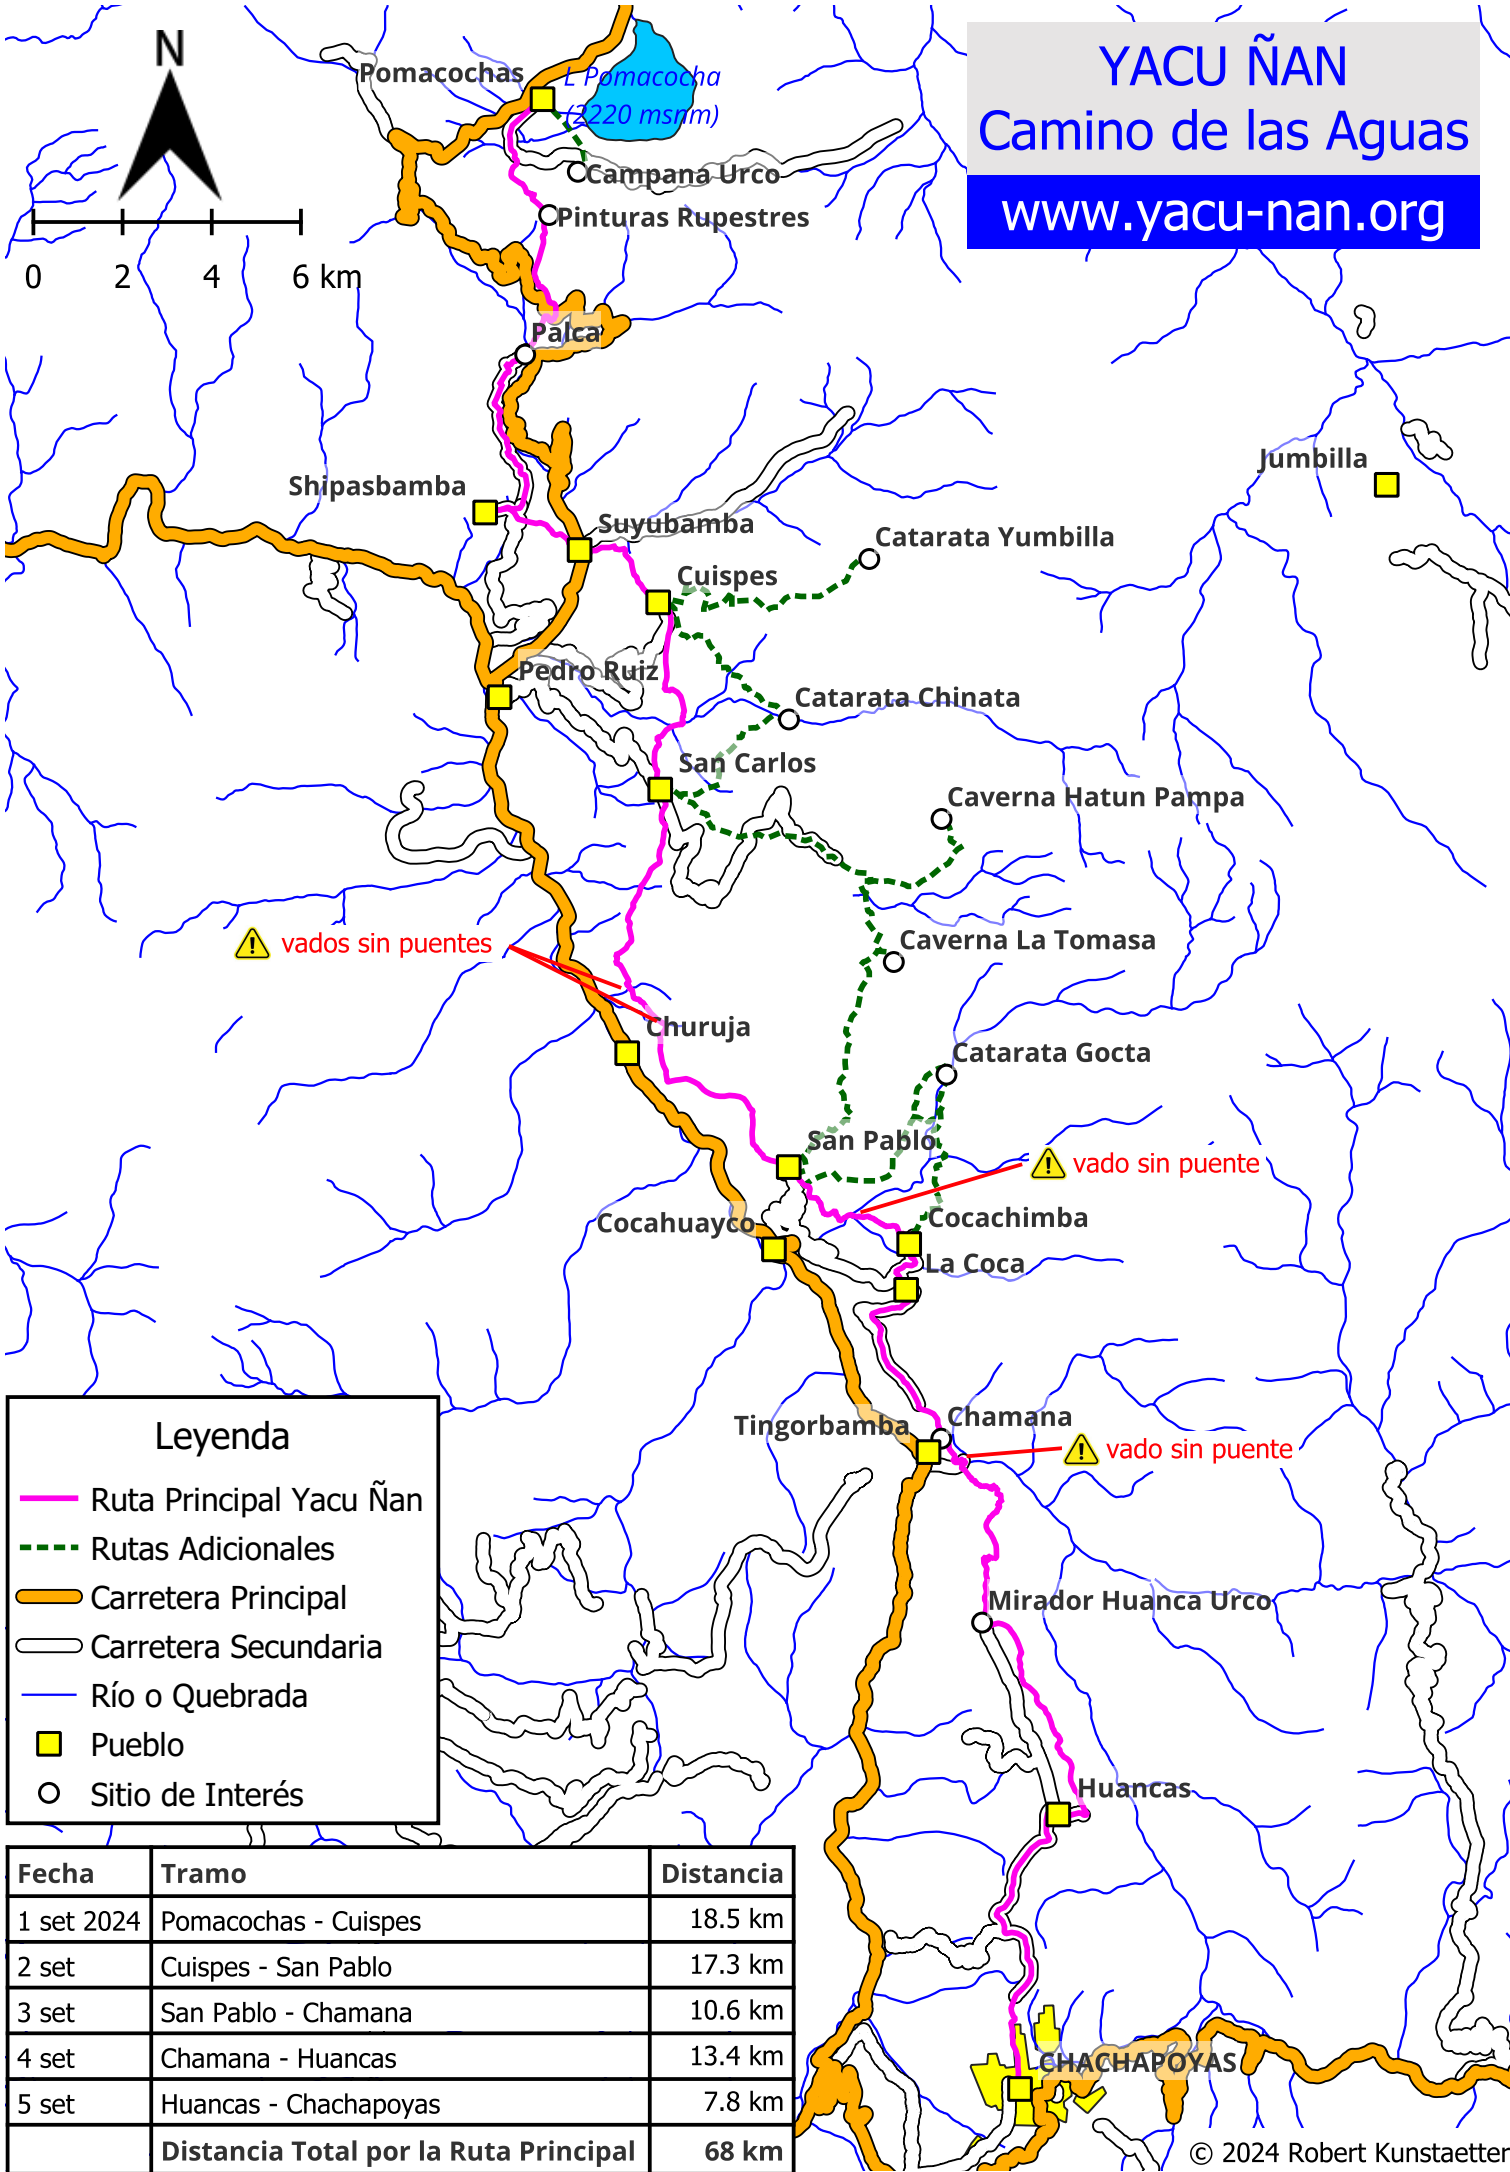 YACU ÑAN
Camino de las Aguas
www.yacu-nan.org
N
0 2 4 6 km
Pomacochas
L Pomacocha
(2220 msnm)
Campana Urco
Pinturas Rupestres
Palca
Jumbilla
Shipasbamba
Suyubamba
Catarata Yumbilla
Cuispes
Pedro Ruiz
Catarata Chinata
San Carlos
Caverna Hatun Pampa
vados sin puentes
Caverna La Tomasa
Churuja
Catarata Gocta
San Pablo
vado sin puente
Cocahuayco
Cocachimba
La Coca
Tingorbamba
Chamana
vado sin puente
Mirador Huanca Urco
Huancas
CHACHAPOYAS
Leyenda
Ruta Principal Yacu Ñan
Rutas Adicionales
Carretera Principal
Carretera Secundaria
Río o Quebrada
Pueblo
Sitio de Interés
Fecha Tramo Distancia
1 set 2024 Pomacochas - Cuispes 18.5 km
2 set Cuispes - San Pablo 17.3 km
3 set San Pablo - Chamana 10.6 km
4 set Chamana - Huancas 13.4 km
5 set Huancas - Chachapoyas 7.8 km
Distancia Total por la Ruta Principal 68 km
© 2024 Robert Kunstaetter